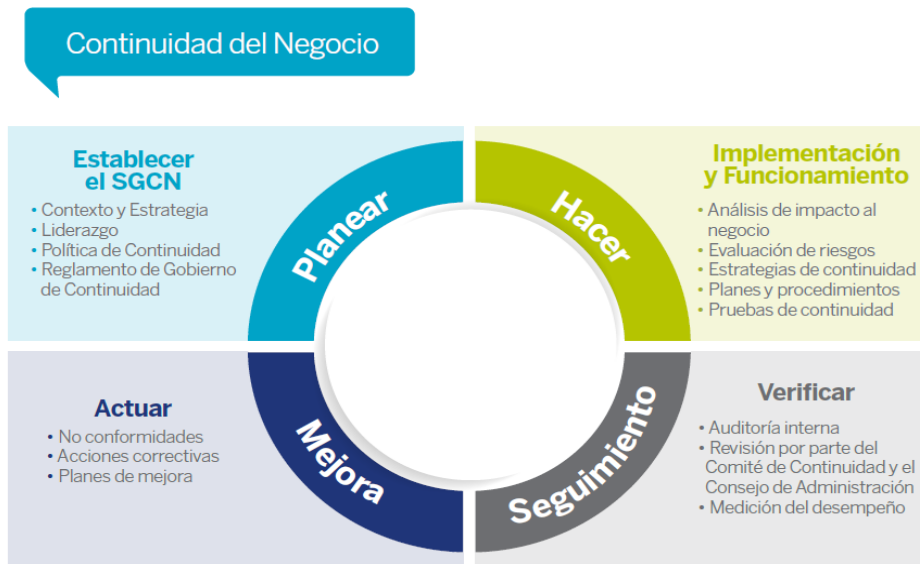 Continuidad del Negocio
Establecer
el SGCN
• Contexto y Estrategia
• Liderazgo
• Política de Continuidad
• Reglamento de Gobierno
de Continuidad
Planear
Hacer
Implementación
y Funcionamiento
• Análisis de impacto al
negocio
• Evaluación de riesgos
• Estrategias de continuidad
• Planes y procedimientos
• Pruebas de continuidad
Actuar
• No conformidades
• Acciones correctivas
• Planes de mejora
Mejora
Seguimiento
Verificar
• Auditoría interna
• Revisión por parte del
Comité de Continuidad y el
Consejo de Administración
• Medición del desempeño